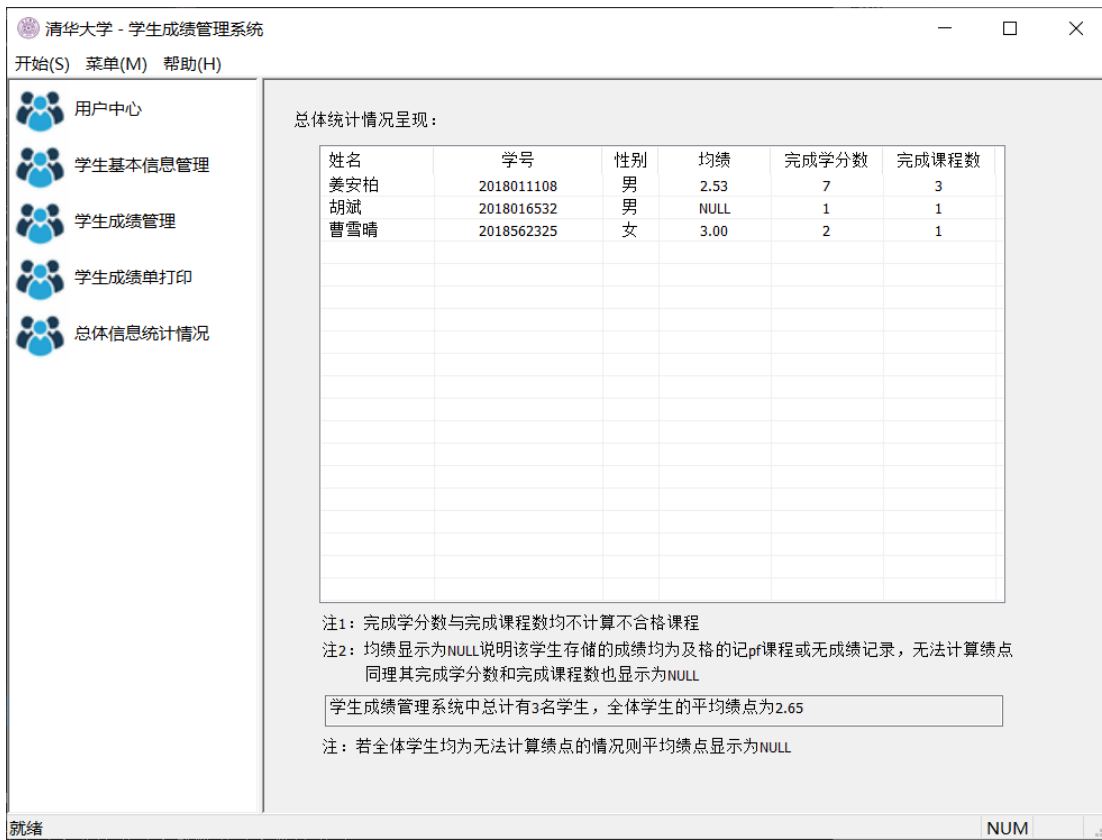 清华大学 - 学生成绩管理系统
开始(S) 菜单(M) 帮助(H)
用户中心
学生基本信息管理
学生成绩管理
学生成绩单打印
总体信息统计情况
总体统计情况呈现：
姓名 学号 性别 均绩 完成学分数 完成课程数
姜安柏 2018011108 男 2.53 7 3
胡斌 2018016532 男 NULL 1 1
曹雪晴 2018562325 女 3.00 2 1
注1：完成学分数与完成课程数均不计算不合格课程
注2：均绩显示为NULL说明该学生存储的成绩均为及格的记pf课程或无成绩记录，无法计算绩点
同理其完成学分数和完成课程数也显示为NULL
学生成绩管理系统中总计有3名学生，全体学生的平均绩点为2.65
注：若全体学生均为无法计算绩点的情况则平均绩点显示为NULL
就绪 NUM